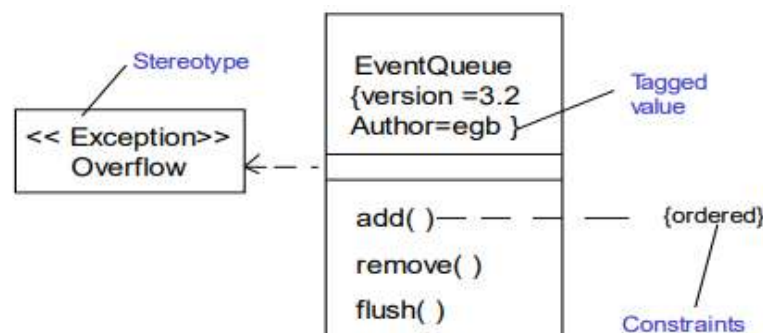 Stereotype
<< Exception>>
Overflow
EventQueue
{version =3.2
Author=egb }
Tagged
value
add( )
{ordered}
remove( )
flush( )
Constraints